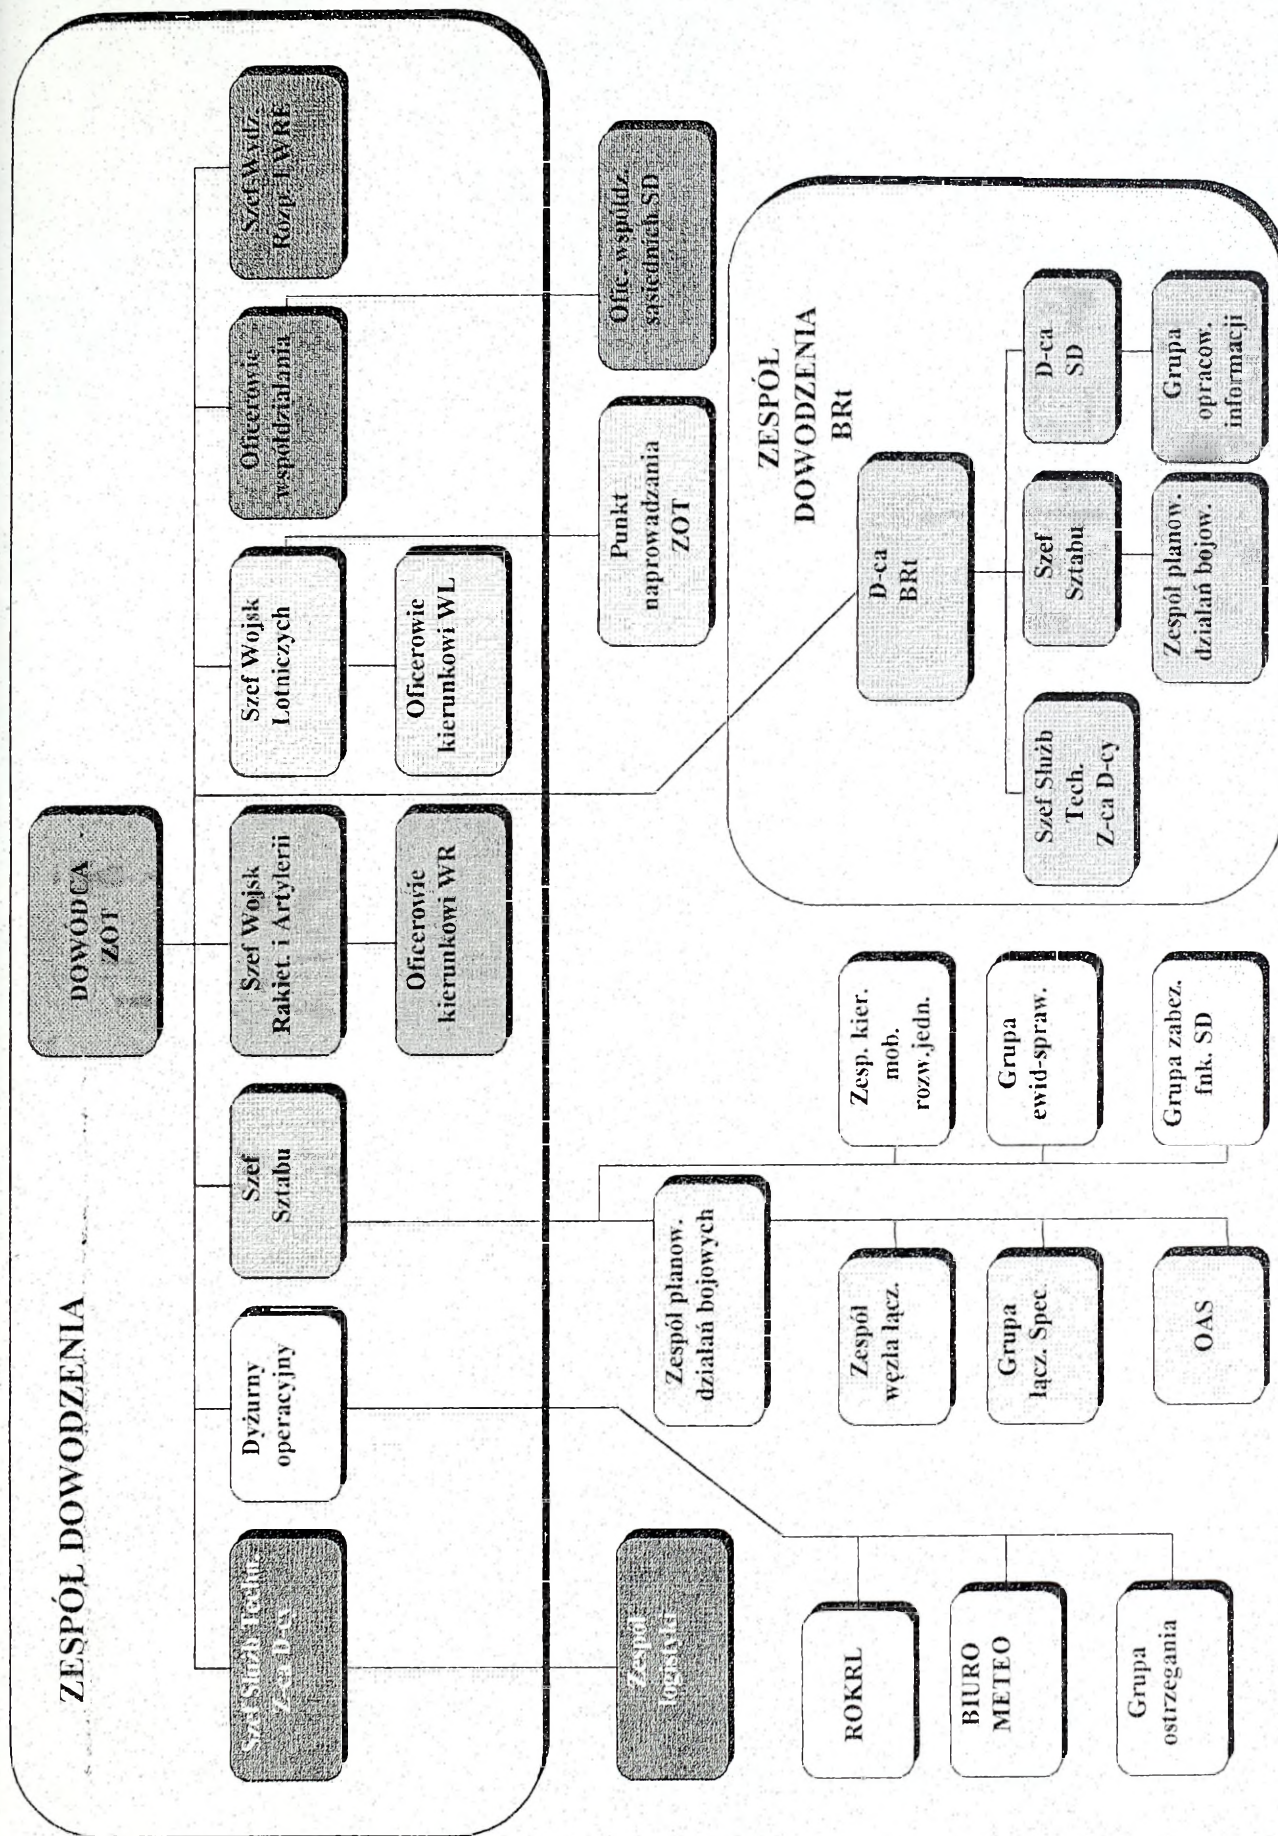 ZESPÓŁ DOWODZENIA
DOWÓDCA
ZOT
Szef Służb Techn.
Z-ca D-cy
Dyżurny
operacyjny
Szef
Sztabu
Szef Wojsk
Rakiet. i Artylerii
Szef Wojsk
Lotniczych
Oficerowie
współdziałania
Szef Wydz.
Rozp. I WRE
Oficerowie
kierunkowi WR
Oficerowie
kierunkowi WL
Zespół
logistyki
Zespół planow.
działań bojowych
Punkt
naprowadzania
ZOT
Ofic. współdz.
sąsiednich SD
ROKRL
BIURO
METEO
Grupa
ostrzegania
Zespół
węzła łącz.
Grupa
łącz. Spec.
OAS
Zesp. kier.
mob.
rozw.jedn.
Grupa
ewid-spraw.
Grupa zabez.
fnk. SD
ZESPÓŁ
DOWODZENIA
BRt
D-ca
BRt
Szef Służb
Tech.
Z-ca D-cy
Szef
Sztabu
D-ca
SD
Zespół planow.
działań bojow.
Grupa
opracow.
informacji